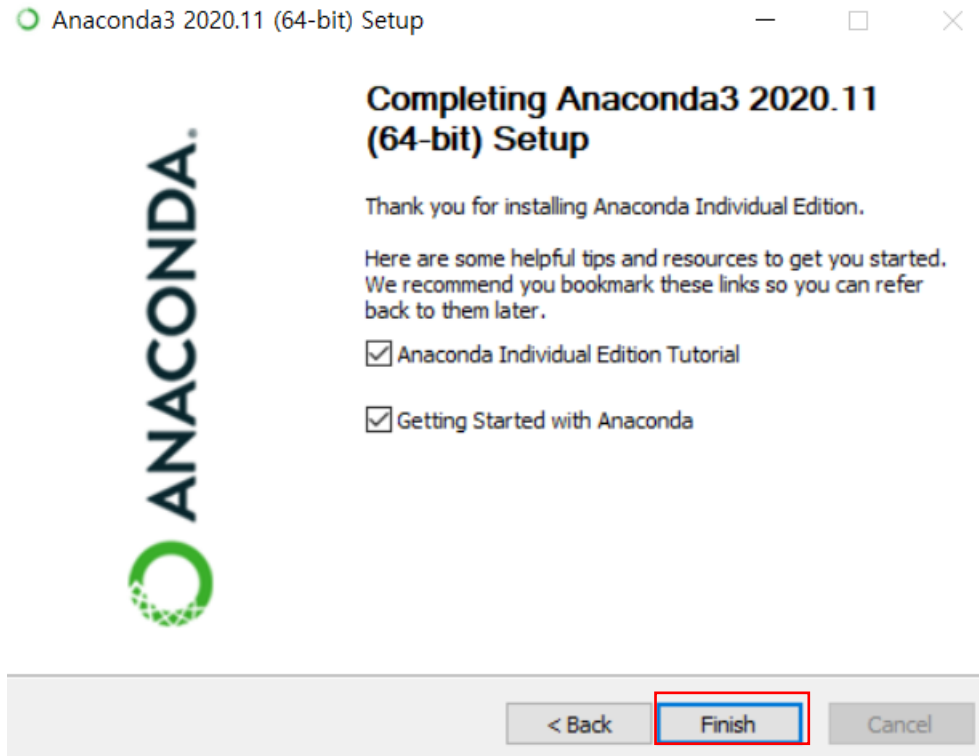 Anaconda3 2020.11 (64-bit) Setup
Completing Anaconda3 2020.11
(64-bit) Setup
Thank you for installing Anaconda Individual Edition.
Here are some helpful tips and resources to get you started.
We recommend you bookmark these links so you can refer
back to them later.
Anaconda Individual Edition Tutorial
Getting Started with Anaconda
ANACONDA.
< Back
Finish
Cancel